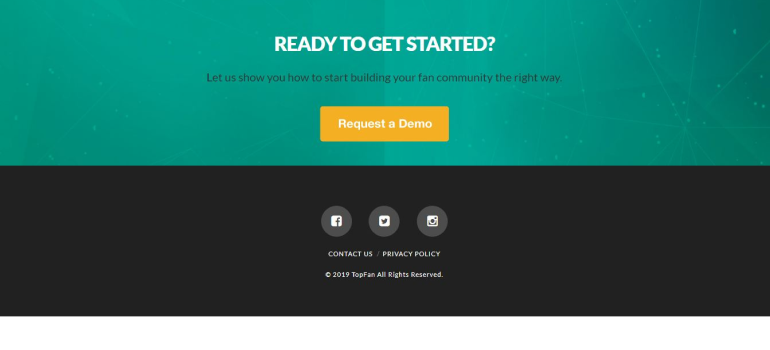 READY TO GET STARTED?
Let us show you how to start building your fan community the right way.
Request a Demo
CONTACT US / PRIVACY POLICY
© 2019 TopFan All Rights Reserved.